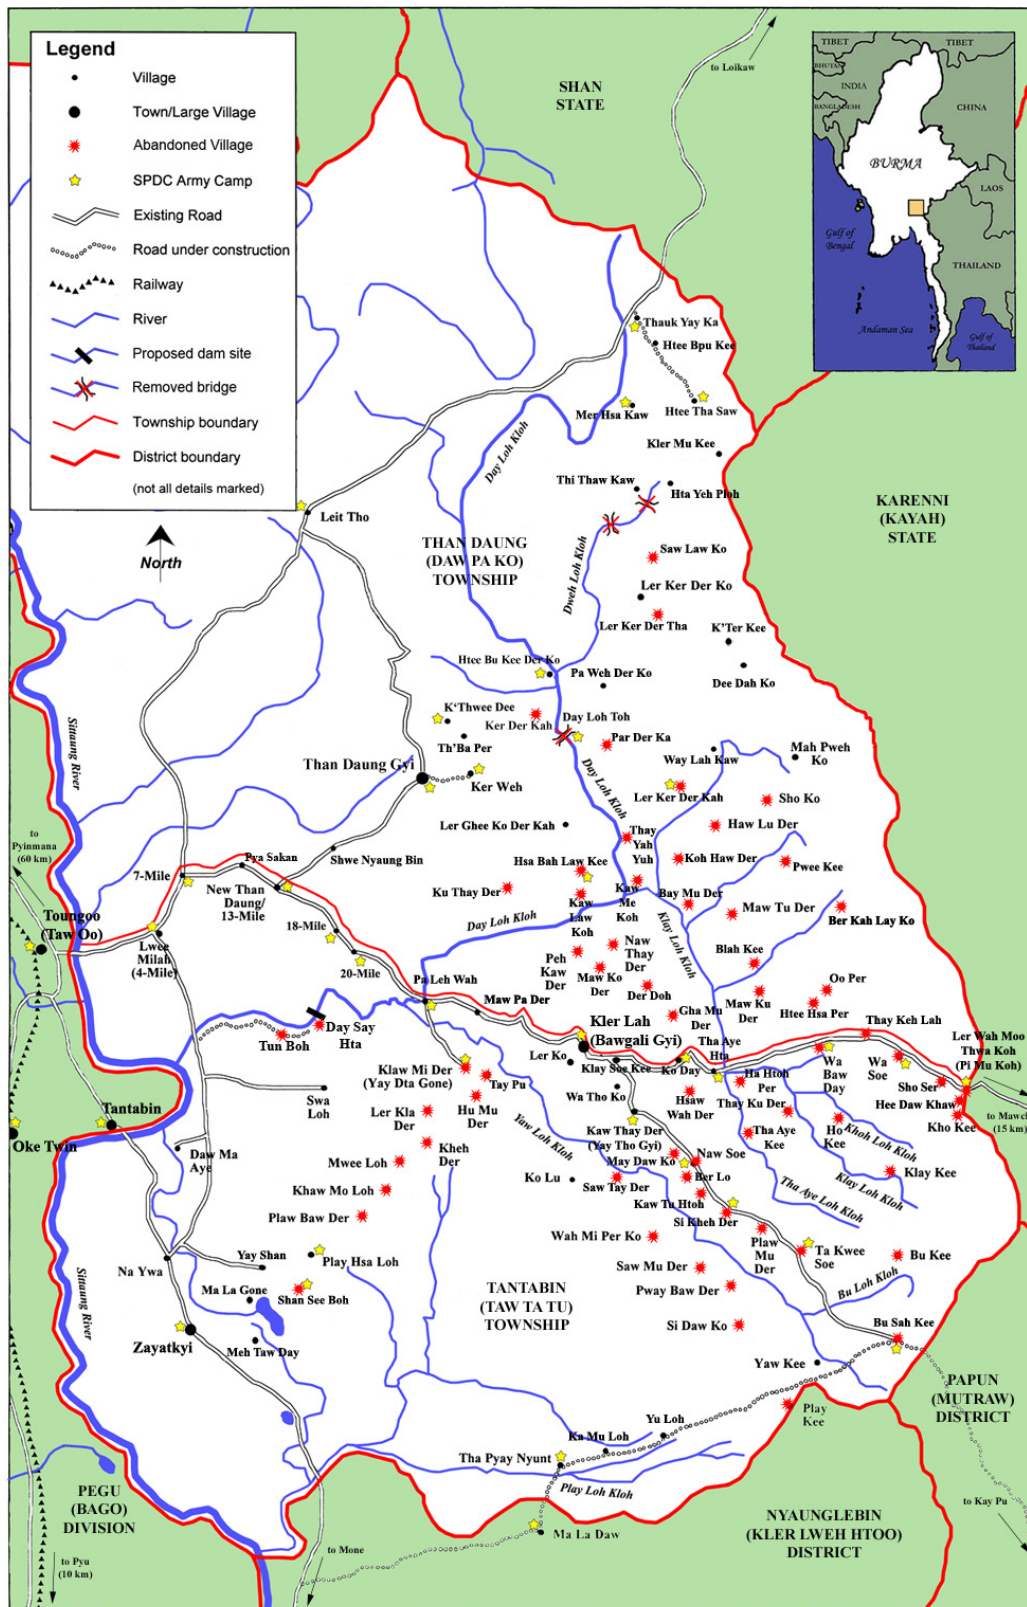 Legend
Village
Town/Large Village
Abandoned Village
SPDC Army Camp
Existing Road
Road under construction
Railway
River
Proposed dam site
Removed bridge
Township boundary
District boundary
(not all details marked)
North
SHAN
STATE
to Loikaw
TIBET
TIBET
BHUTAN
INDIA
BANGLADESH
CHINA
BURMA
LAOS
Gulf of
Bengal
THAILAND
Andaman Sea
Gulf of
Thailand
Thauk Yay Ka
Htee Bpu Kee
Mer Hsa Kaw
Htee Tha Saw
Day Loh Kloh
Kler Mu Kee
Thi Thaw Kaw
Hta Yeh Ploh
KARENNI
(KAYAH)
STATE
Leit Tho
THAN DAUNG
(DAW PA KO)
TOWNSHIP
Saw Law Ko
Dweh Loh Kloh
Ler Ker Der Ko
Ler Ker Der Tha
K'Ter Kee
Htee Bu Kee Der Ko
Pa Weh Der Ko
Dee Dah Ko
Sittaung River
K'Thwee Dee
Ker Der Kah
Day Loh Toh
Th'Ba Per
Par Der Ka
Way Lah Kaw
Mah Pweh
Ko
Than Daung Gyi
Ker Weh
Day Loh Kloh
Ler Ker Der Kah
Sho Ko
to
Pyinmana
(60 km)
Ler Ghee Ko Der Kah
Thay
Yah
Yuh
Haw Lu Der
Pya Sakan
Shwe Nyaung Bin
Hsa Bah Law Kee
Koh Haw Der
Pwee Kee
7-Mile
New Than
Daung/
13-Mile
Ku Thay Der
Kaw
Law
Koh
Kaw
Me
Koh
Bay Mu Der
Maw Tu Der
Ber Kah Lay Ko
Toungoo
(Taw Oo)
Lwee
Milah
(4-Mile)
18-Mile
Day Loh Kloh
Klay Loh Kloh
20-Mile
Peh
Kaw
Der
Naw
Thay
Der
Maw Ko
Der
Blah Kee
Der Doh
Oo Per
Pa Leh Wah
Maw Pa Der
Gha Mu
Der
Maw Ku
Der
Htee Hsa Per
Day Say
Hta
Tun Boh
Kler Lah
(Bawgali Gyi)
Tha Aye
Hta
Thay Keh Lah
Ler Wah Moo
Thwa Koh
(Pi Mu Koh)
Ler Ko
Klay Soe Kee
Ko Day
Wa
Baw
Day
Wa
Soe
Klaw Mi Der
(Yay Dta Gone)
Tay Pu
Ha Htoh
Per
Sho Ser
Swa
Loh
Wa Tho Ko
Hsaw
Wah Der
Thay Ku Der
Hee Daw Khaw
to Mawchi
(15 km)
Tantabin
Hu Mu
Der
Ler Kla
Der
Kho Kee
Oke Twin
Kaw Thay Der
(Yay Tho Gyi)
Tha Aye
Kee
Ho
Kee
Khoh Loh Kloh
Daw Ma
Aye
Kheh
Der
Yaw Loh Kloh
Mwee Loh
May Daw Ko
Naw Soe
Klay Kee
Khaw Mo Loh
Ko Lu
Saw Tay Der
Ber Lo
Klay Loh Kloh
Kaw Tu Htoh
Tha Aye Loh Kloh
Plaw Baw Der
Si Kheh Der
Wah Mi Per Ko
Plaw
Mu
Der
Ta Kwee
Soe
Bu Kee
Na Ywa
Yay Shan
Play Hsa Loh
Saw Mu Der
Bu Loh Kloh
Ma La Gone
Shan See Boh
Pway Baw Der
TANTABIN
(TAW TA TU)
TOWNSHIP
Sittaung River
Zayatkyi
Si Daw Ko
Bu Sah Kee
Meh Taw Day
Yaw Kee
PAPUN
(MUTRAW)
DISTRICT
Play
Kee
Yu Loh
Ka Mu Loh
Tha Pyay Nyunt
Play Loh Kloh
PEGU
(BAGO)
DIVISION
Ma La Daw
NYAUNGLEBIN
(KLER LWEH HTOO)
DISTRICT
to Kay Pu
to Mone
to Pyu
(10 km)